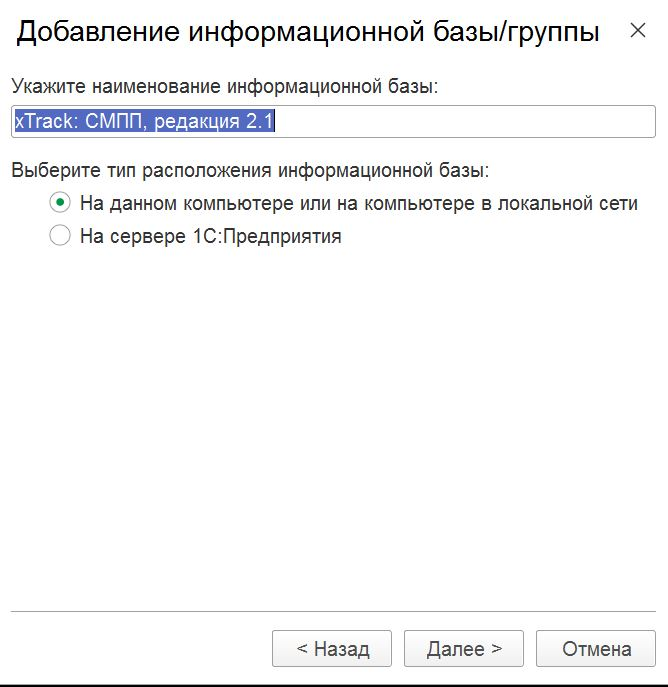 Добавление информационной базы/группы
Укажите наименование информационной базы:
xTrack: СМПП, редакция 2.1
Выберите тип расположения информационной базы:
На данном компьютере или на компьютере в локальной сети
На сервере 1С:Предприятия
< Назад
Далее >
Отмена